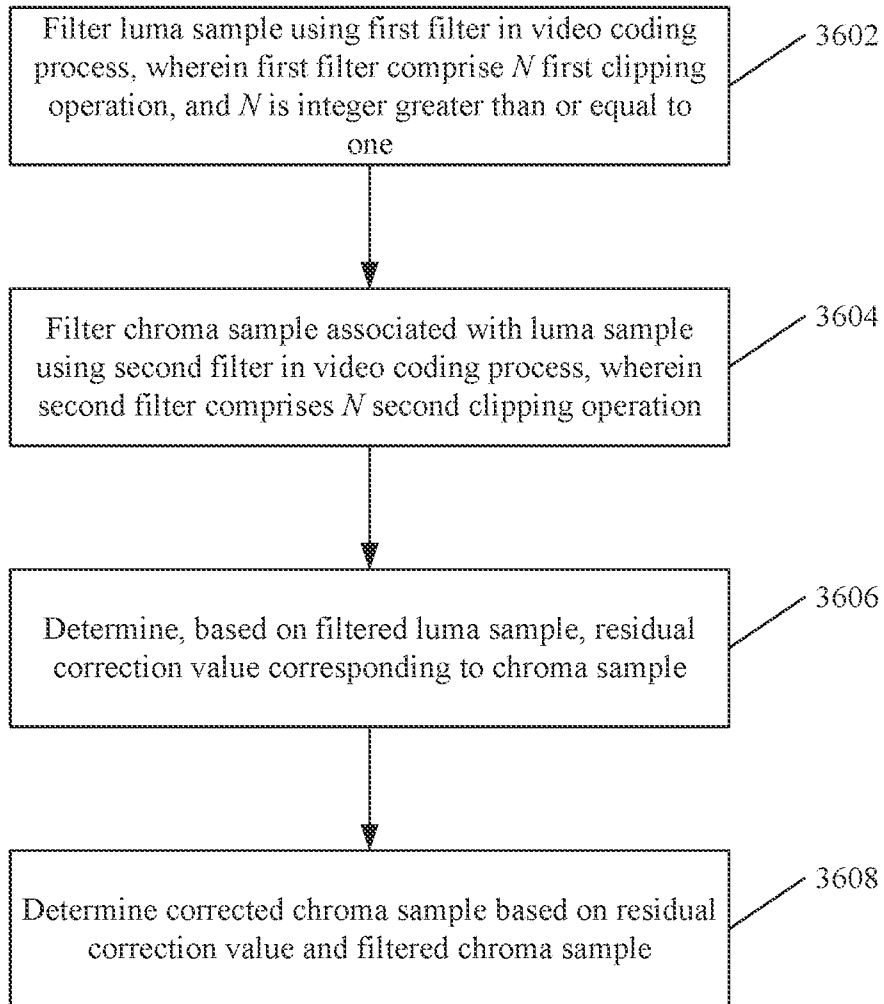 Filter luma sample using first filter in video coding
process, wherein first filter comprise N first clipping
operation, and N is integer greater than or equal to
one
3602
Filter chroma sample associated with luma sample
using second filter in video coding process, wherein
second filter comprises N second clipping operation
3604
Determine, based on filtered luma sample, residual
correction value corresponding to chroma sample
3606
Determine corrected chroma sample based on residual
correction value and filtered chroma sample
3608